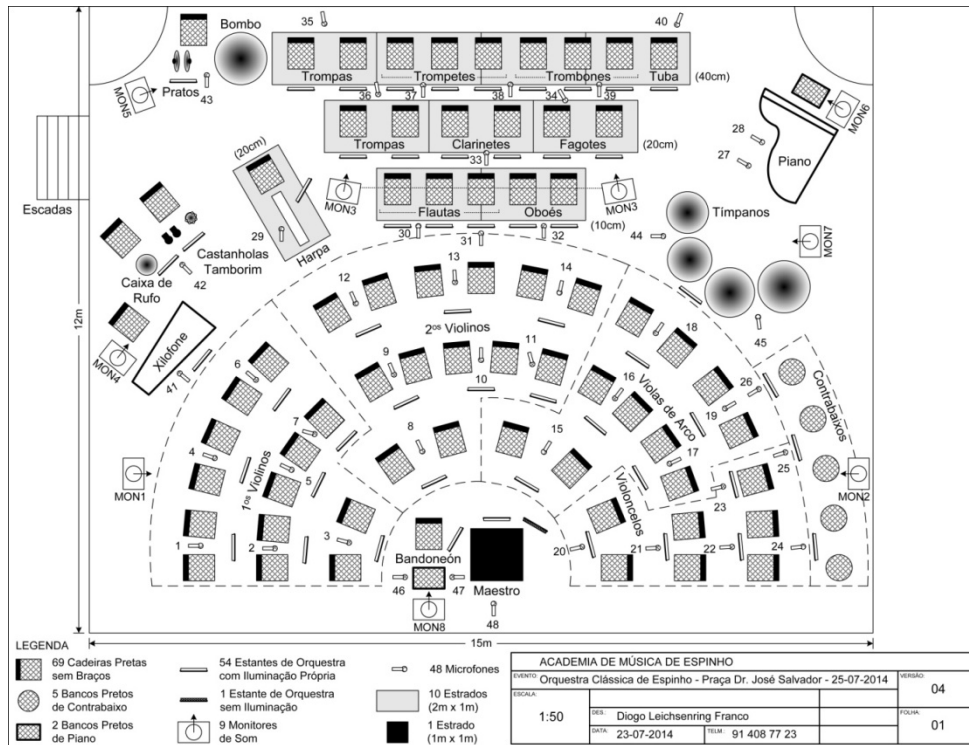 35
40
Bombo
Trompas
Trompetes
Trombones
Tuba
(40cm)
MON5
Pratos
43
36
37
38
34
39
MON6
Trompas
Clarinetes
Fagotes
(20cm)
33
28
27
Piano
(20cm)
MON3
MON3
Escadas
Flautas
Oboés
(10cm)
Tímpanos
29
Harpa
30
31
32
44
MON7
Castanholas
Tamborim
42
Caixa de
Rufo
12m
12
13
14
2os Violinos
18
45
MON4
Xilofone
41
6
9
10
11
16
Violas de Arco
19
26
Contrabaixos
7
8
15
4
5
1os Violinos
17
25
MON1
MON2
23
Violoncelos
1
2
3
20
21
22
24
Bandoneón
46
47
Maestro
MON8
48
15m
LEGENDA
69 Cadeiras Pretas
sem Braços
5 Bancos Pretos
de Contrabaixo
2 Bancos Pretos
de Piano
54 Estantes de Orquestra
com Iluminação Própria
1 Estante de Orquestra
sem Iluminação
9 Monitores
de Som
48 Microfones
10 Estrados
(2m x 1m)
1 Estrado
(1m x 1m)
ACADEMIA DE MÚSICA DE ESPINHO
EVENTO: Orquestra Clássica de Espinho - Praça Dr. José Salvador - 25-07-2014
VERSÃO:
04
ESCALA:
1:50
DES.: Diogo Leichsenring Franco
FOLHA:
01
DATA: 23-07-2014
TELM.: 91 408 77 23